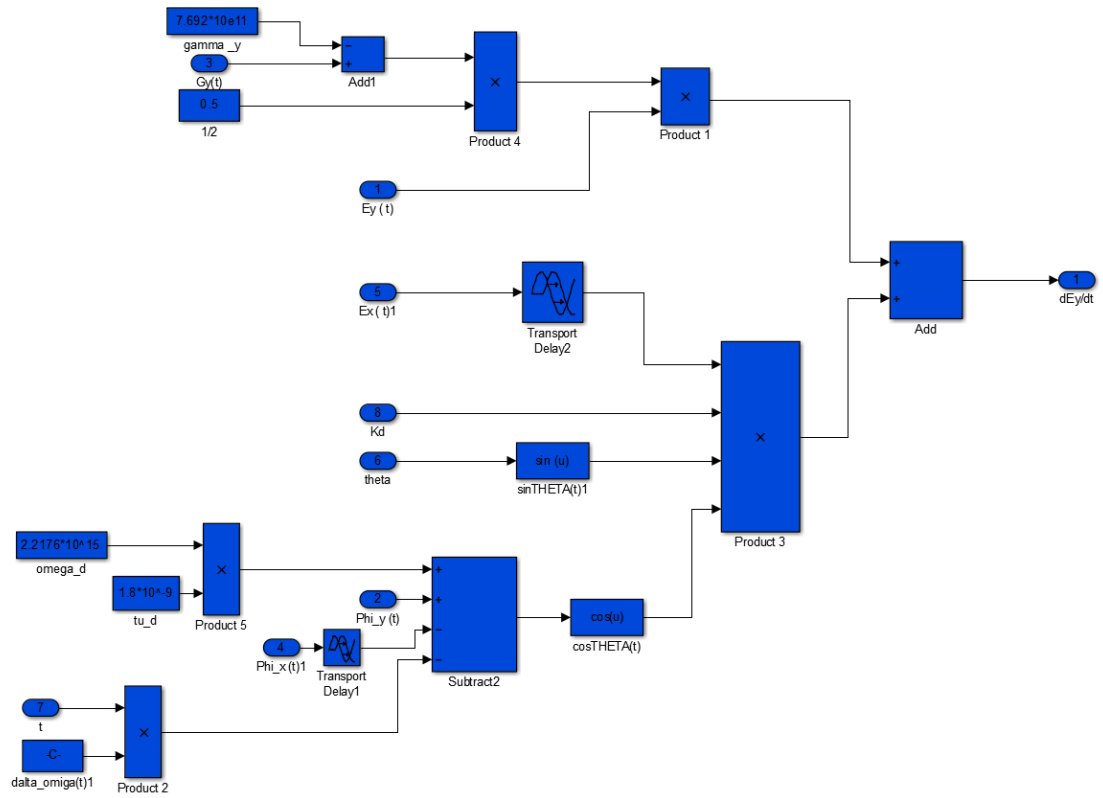 7.692*10e11
gamma _y
−
3
+
Gy(t)
Add1
0.5
1/2
×
Product 4
×
Product 1
1
Ey ( t)
5
Ex ( t)1
Transport
Delay2
+
+
Add
1
dEy/dt
8
Kd
6
theta
sin (u)
sinTHETA(t)1
×
Product 3
2.2176*10^15
omega_d
1.8*10^-9
tu_d
×
Product 5
+
+
−
−
Subtract2
2
Phi_y (t)
4
Phi_x (t)1
Transport
Delay1
cos(u)
cosTHETA(t)
7
t
-C-
dalta_omiga(t)1
×
Product 2